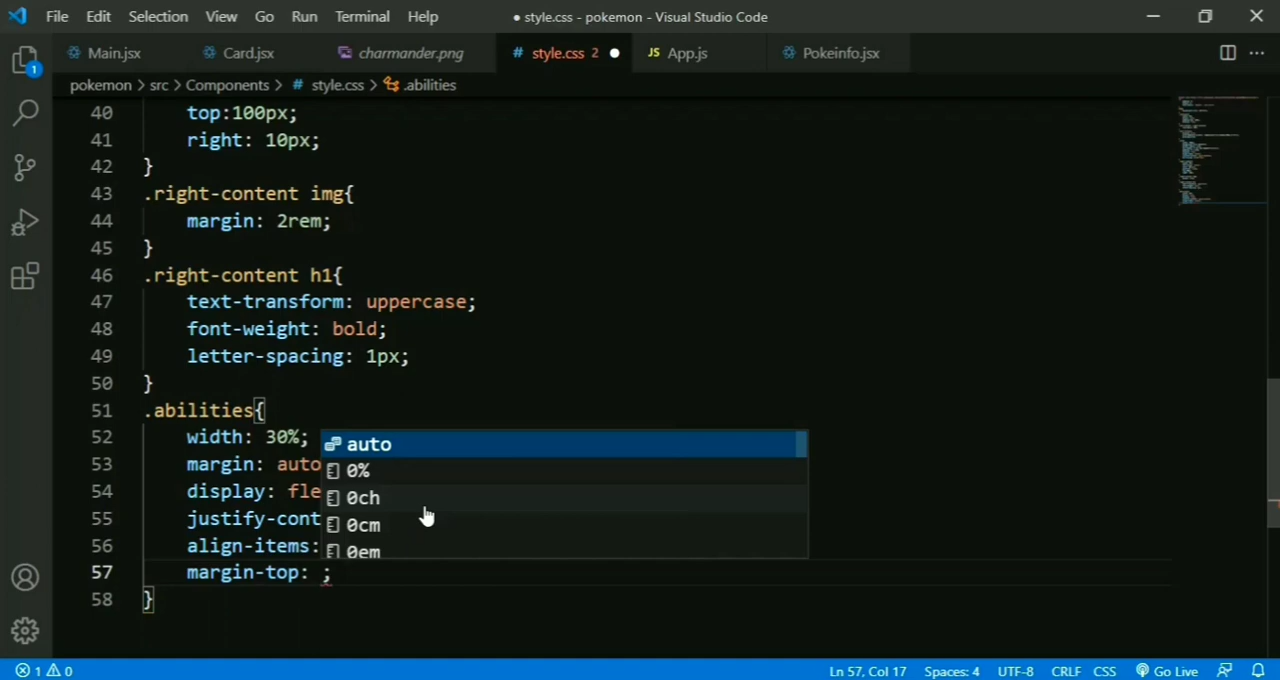 File Edit Selection View Go Run Terminal Help ● style.css - pokemon - Visual Studio Code
Main.jsx Card.jsx charmander.png # style.css 2 ● JS App.js Pokeinfo.jsx
pokemon > src > Components > # style.css > .abilities
1
40 top:100px;
41 right: 10px;
42 }
43 .right-content img{
44 margin: 2rem;
45 }
46 .right-content h1{
47 text-transform: uppercase;
48 font-weight: bold;
49 letter-spacing: 1px;
50 }
51 .abilities{
52 width: 30%;
53 margin: auto
54 display: fle
55 justify-cont
56 align-items:
57 margin-top: ;
58 }
auto
0%
0ch
0cm
0em
1 0 Ln 57, Col 17 Spaces: 4 UTF-8 CRLF CSS Go Live